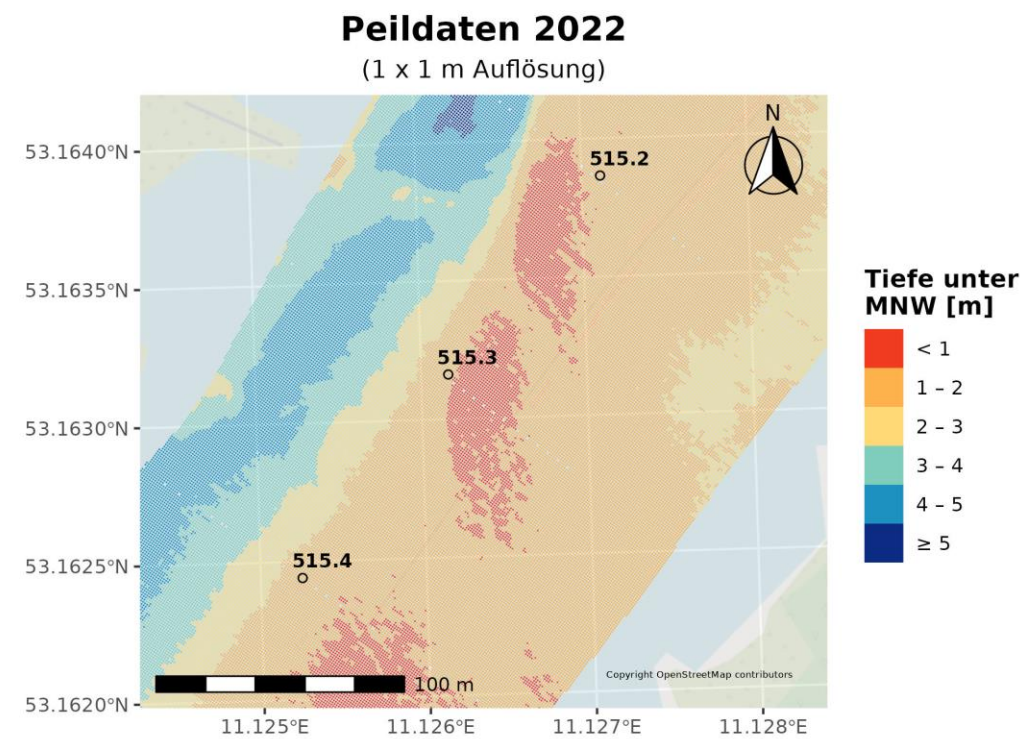 Peildaten 2022
(1 x 1 m Auflösung)
N
515.2
515.3
515.4
53.1640°N
53.1635°N
53.1630°N
53.1625°N
53.1620°N
100 m
Copyright OpenStreetMap contributors
11.125°E
11.126°E
11.127°E
11.128°E
Tiefe unter
MNW [m]
< 1
1 – 2
2 – 3
3 – 4
4 – 5
≥ 5